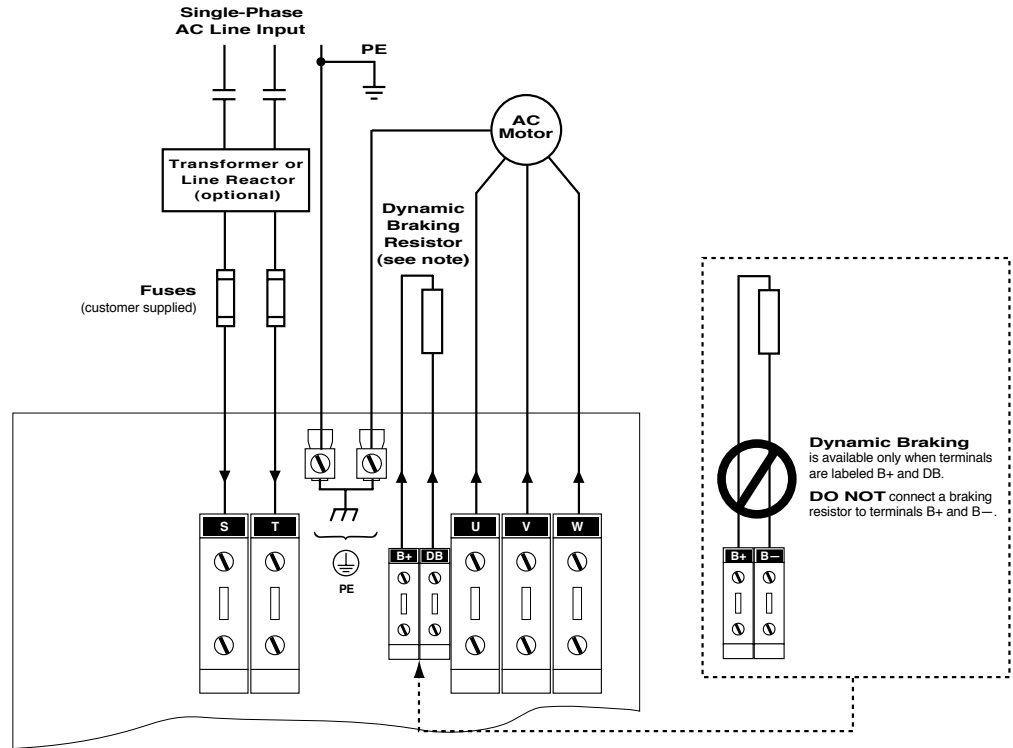 Single-Phase
AC Line Input
PE
AC
Motor
Transformer or
Line Reactor
(optional)
Dynamic
Braking
Resistor
(see note)
Fuses
(customer supplied)
Dynamic Braking
is available only when terminals
are labeled B+ and DB.
DO NOT connect a braking
resistor to terminals B+ and B—.
S
T
U
V
W
B+
DB
B+
B—
PE